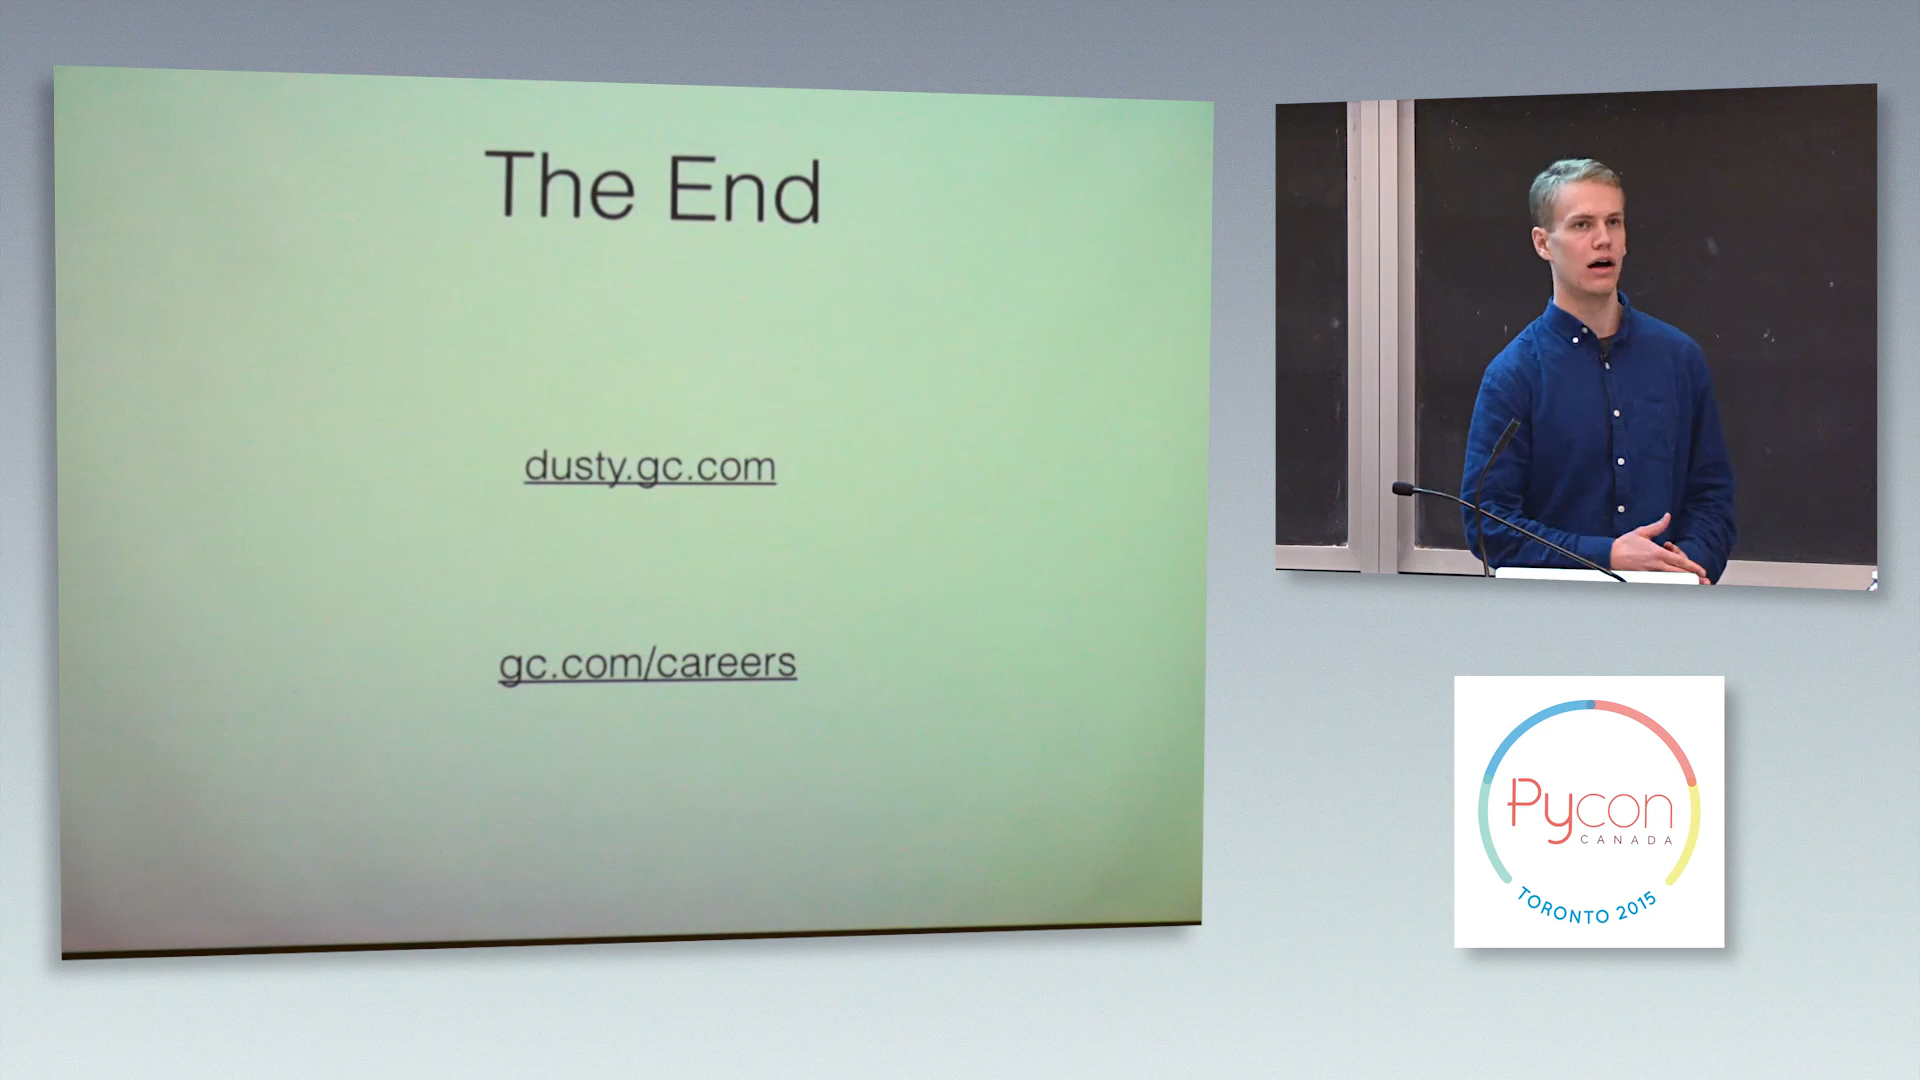 The End
dusty.gc.com
gc.com/careers
Pycon
CANADA
TORONTO 2015